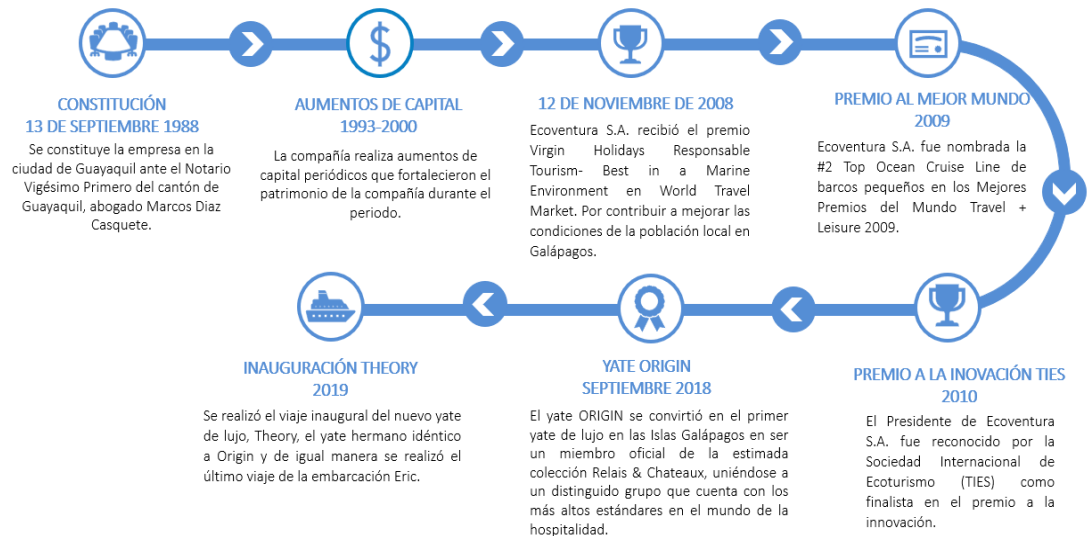 CONSTITUCIÓN
13 DE SEPTIEMBRE 1988
Se constituye la empresa en la
ciudad de Guayaquil ante el Notario
Vigésimo Primero del cantón de
Guayaquil, abogado Marcos Diaz
Casquete.
AUMENTOS DE CAPITAL
1993-2000
La compañía realiza aumentos de
capital periódicos que fortalecieron el
patrimonio de la compañía durante el
periodo.
12 DE NOVIEMBRE DE 2008
Ecoventura S.A. recibió el premio
Virgin Holidays Responsable
Tourism- Best in a Marine
Environment en World Travel
Market. Por contribuir a mejorar las
condiciones de la población local en
Galápagos.
PREMIO AL MEJOR MUNDO
2009
Ecoventura S.A. fue nombrada la
#2 Top Ocean Cruise Line de
barcos pequeños en los Mejores
Premios del Mundo Travel +
Leisure 2009.
PREMIO A LA INOVACIÓN TIES
2010
El Presidente de Ecoventura
S.A. fue reconocido por la
Sociedad Internacional de
Ecoturismo (TIES) como
finalista en el premio a la
innovación.
YATE ORIGIN
SEPTIEMBRE 2018
El yate ORIGIN se convirtió en el primer
yate de lujo en las Islas Galápagos en ser
un miembro oficial de la estimada
colección Relais & Chateaux, uniéndose a
un distinguido grupo que cuenta con los
más altos estándares en el mundo de la
hospitalidad.
INAUGURACIÓN THEORY
2019
Se realizó el viaje inaugural del nuevo yate
de lujo, Theory, el yate hermano idéntico
a Origin y de igual manera se realizó el
último viaje de la embarcación Eric.